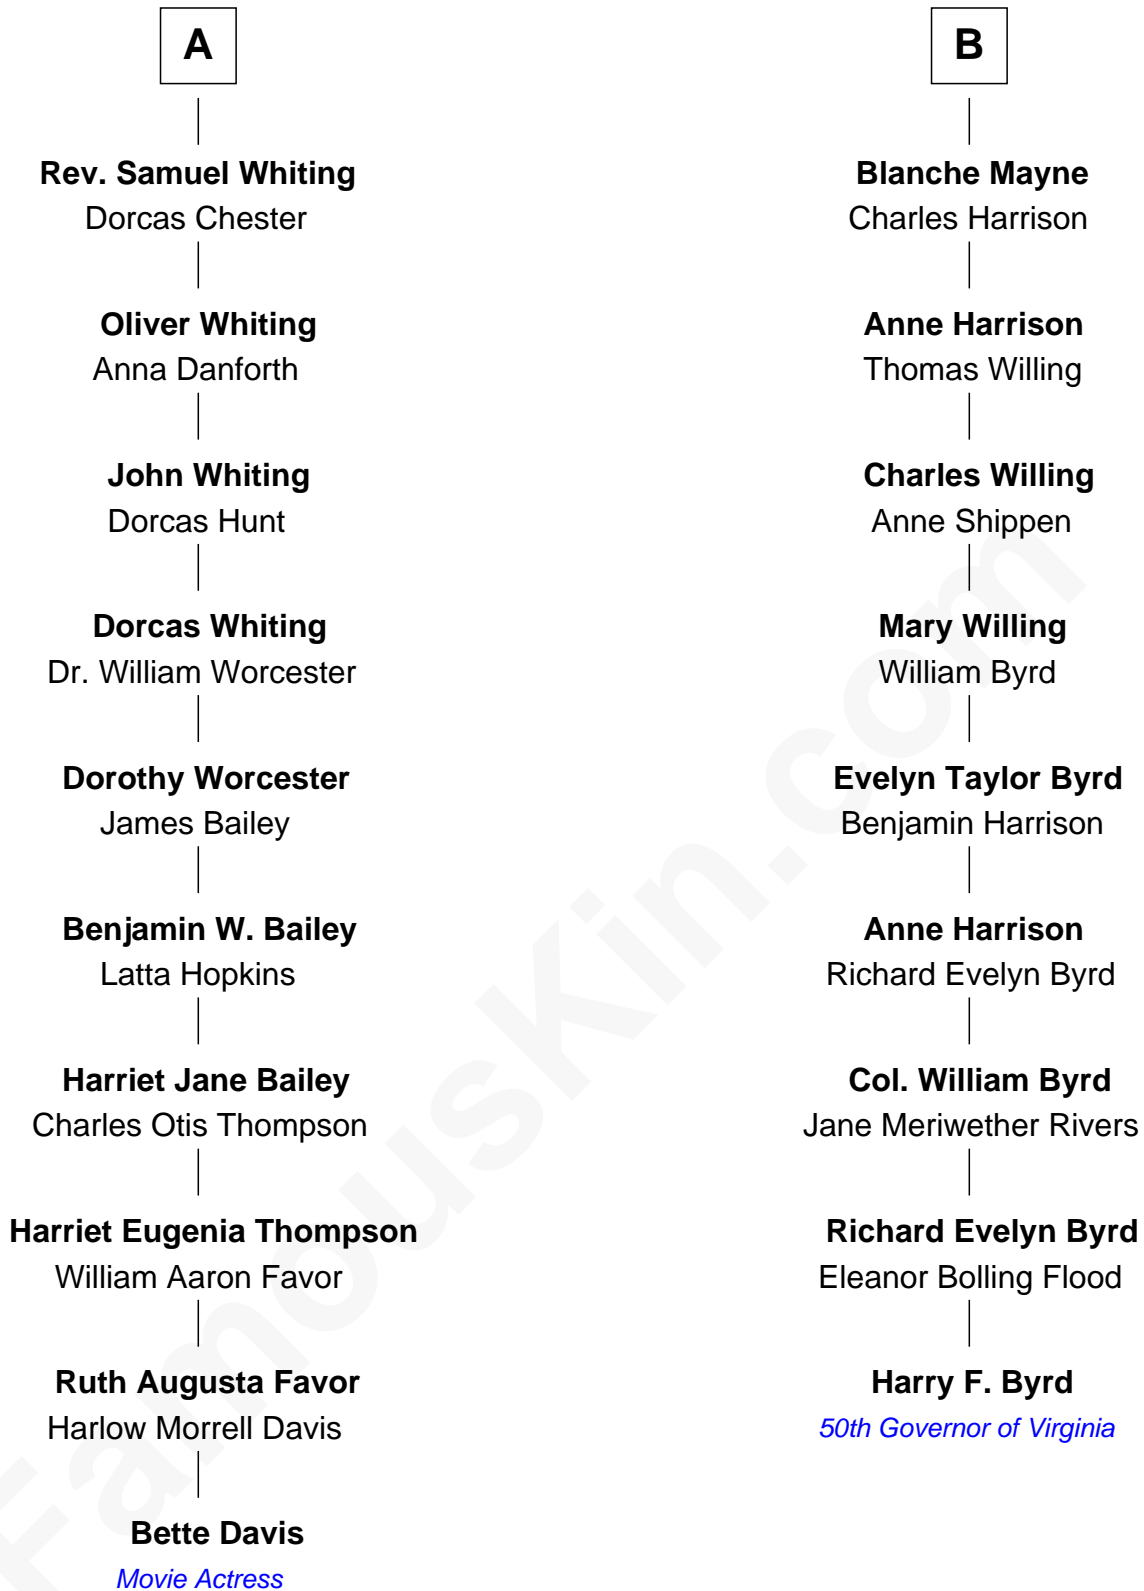 A
Rev. Samuel Whiting
Dorcas Chester
Oliver Whiting
Anna Danforth
John Whiting
Dorcas Hunt
Dorcas Whiting
Dr. William Worcester
Dorothy Worcester
James Bailey
Benjamin W. Bailey
Latta Hopkins
Harriet Jane Bailey
Charles Otis Thompson
Harriet Eugenia Thompson
William Aaron Favor
Ruth Augusta Favor
Harlow Morrell Davis
Bette Davis
Movie Actress
B
Blanche Mayne
Charles Harrison
Anne Harrison
Thomas Willing
Charles Willing
Anne Shippen
Mary Willing
William Byrd
Evelyn Taylor Byrd
Benjamin Harrison
Anne Harrison
Richard Evelyn Byrd
Col. William Byrd
Jane Meriwether Rivers
Richard Evelyn Byrd
Eleanor Bolling Flood
Harry F. Byrd
50th Governor of Virginia
FamousKin.com